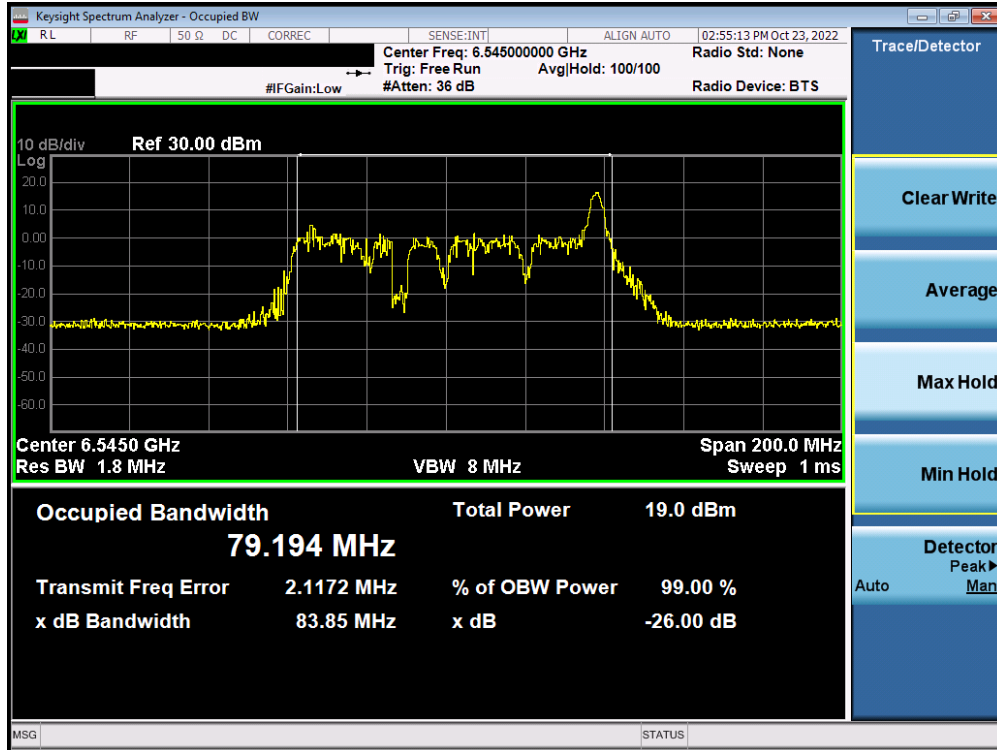 Keysight Spectrum Analyzer - Occupied BW
LXI RL RF 50 Ω DC CORREC SENSE:INT ALIGN AUTO 02:55:13 PM Oct 23, 2022
Center Freq: 6.545000000 GHz Radio Std: None
Trig: Free Run Avg|Hold: 100/100
#IFGain:Low #Atten: 36 dB Radio Device: BTS
Trace/Detector
10 dB/div Ref 30.00 dBm
Log
20.0
10.0
0.00
-10.0
-20.0
-30.0
-40.0
-50.0
-60.0
Center 6.5450 GHz Span 200.0 MHz
Res BW 1.8 MHz VBW 8 MHz Sweep 1 ms
Occupied Bandwidth Total Power 19.0 dBm
79.194 MHz
Transmit Freq Error 2.1172 MHz % of OBW Power 99.00 %
x dB Bandwidth 83.85 MHz x dB -26.00 dB
Clear Write
Average
Max Hold
Min Hold
Detector
Peak▶
Auto Man
MSG STATUS